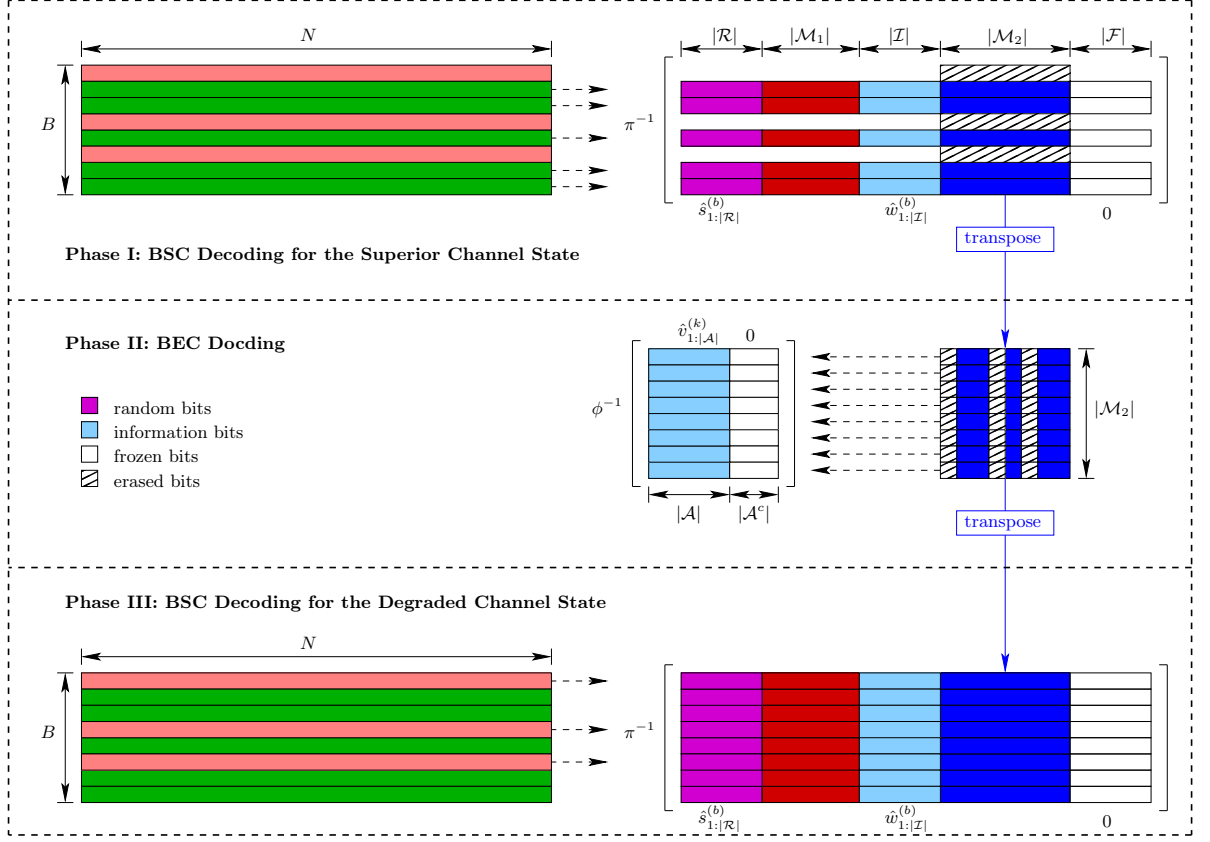 N
|ℛ| |ℳ₁| |ℐ| |ℳ₂| |ℱ|
B
π⁻¹
ŝ^{(b)}_{1:|ℛ|} ŵ^{(b)}_{1:|ℐ|} 0
transpose
Phase I: BSC Decoding for the Superior Channel State
Phase II: BEC Docding
v̂^{(k)}_{1:|𝒜|} 0
random bits
information bits
frozen bits
erased bits
ϕ⁻¹
|ℳ₂|
|𝒜| |𝒜ᶜ|
transpose
Phase III: BSC Decoding for the Degraded Channel State
N
B
π⁻¹
ŝ^{(b)}_{1:|ℛ|} ŵ^{(b)}_{1:|ℐ|} 0